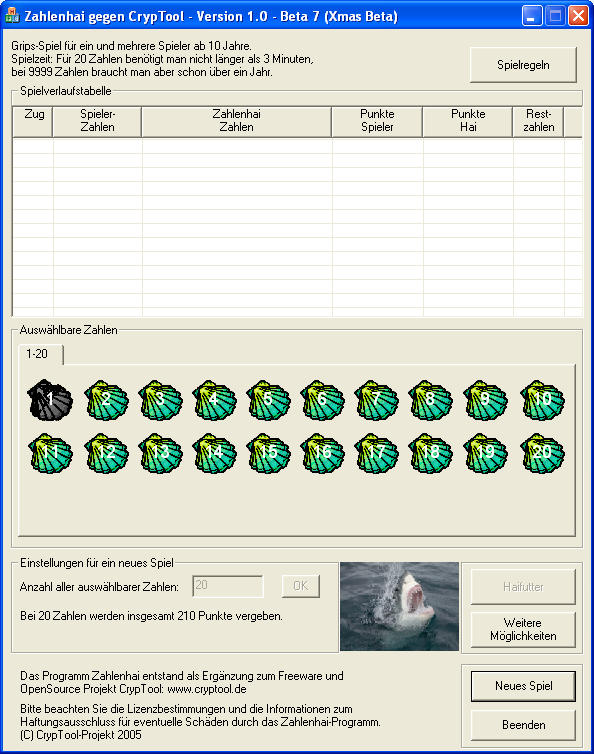 Zahlenhai gegen CrypTool - Version 1.0 - Beta 7 (Xmas Beta)
Grips-Spiel für ein und mehrere Spieler ab 10 Jahre.
Spielzeit: Für 20 Zahlen benötigt man nicht länger als 3 Minuten,
bei 9999 Zahlen braucht man aber schon über ein Jahr.
Spielregeln
Spielverlaufstabelle
Zug Spieler- Zahlenhai Punkte Punkte Rest-
Zahlen Zahlen Spieler Hai zahlen
Auswählbare Zahlen
1-20
1 2 3 4 5 6 7 8 9 10
11 12 13 14 15 16 17 18 19 20
Einstellungen für ein neues Spiel
Anzahl aller auswählbarer Zahlen: 20 OK
Bei 20 Zahlen werden insgesamt 210 Punkte vergeben.
Haifutter
Weitere
Möglichkeiten
Das Programm Zahlenhai entstand als Ergänzung zum Freeware und
OpenSource Projekt CrypTool: www.cryptool.de
Bitte beachten Sie die Lizenzbestimmungen und die Informationen zum
Haftungsausschluss für eventuelle Schäden durch das Zahlenhai-Programm.
(C) CrypTool-Projekt 2005
Neues Spiel
Beenden